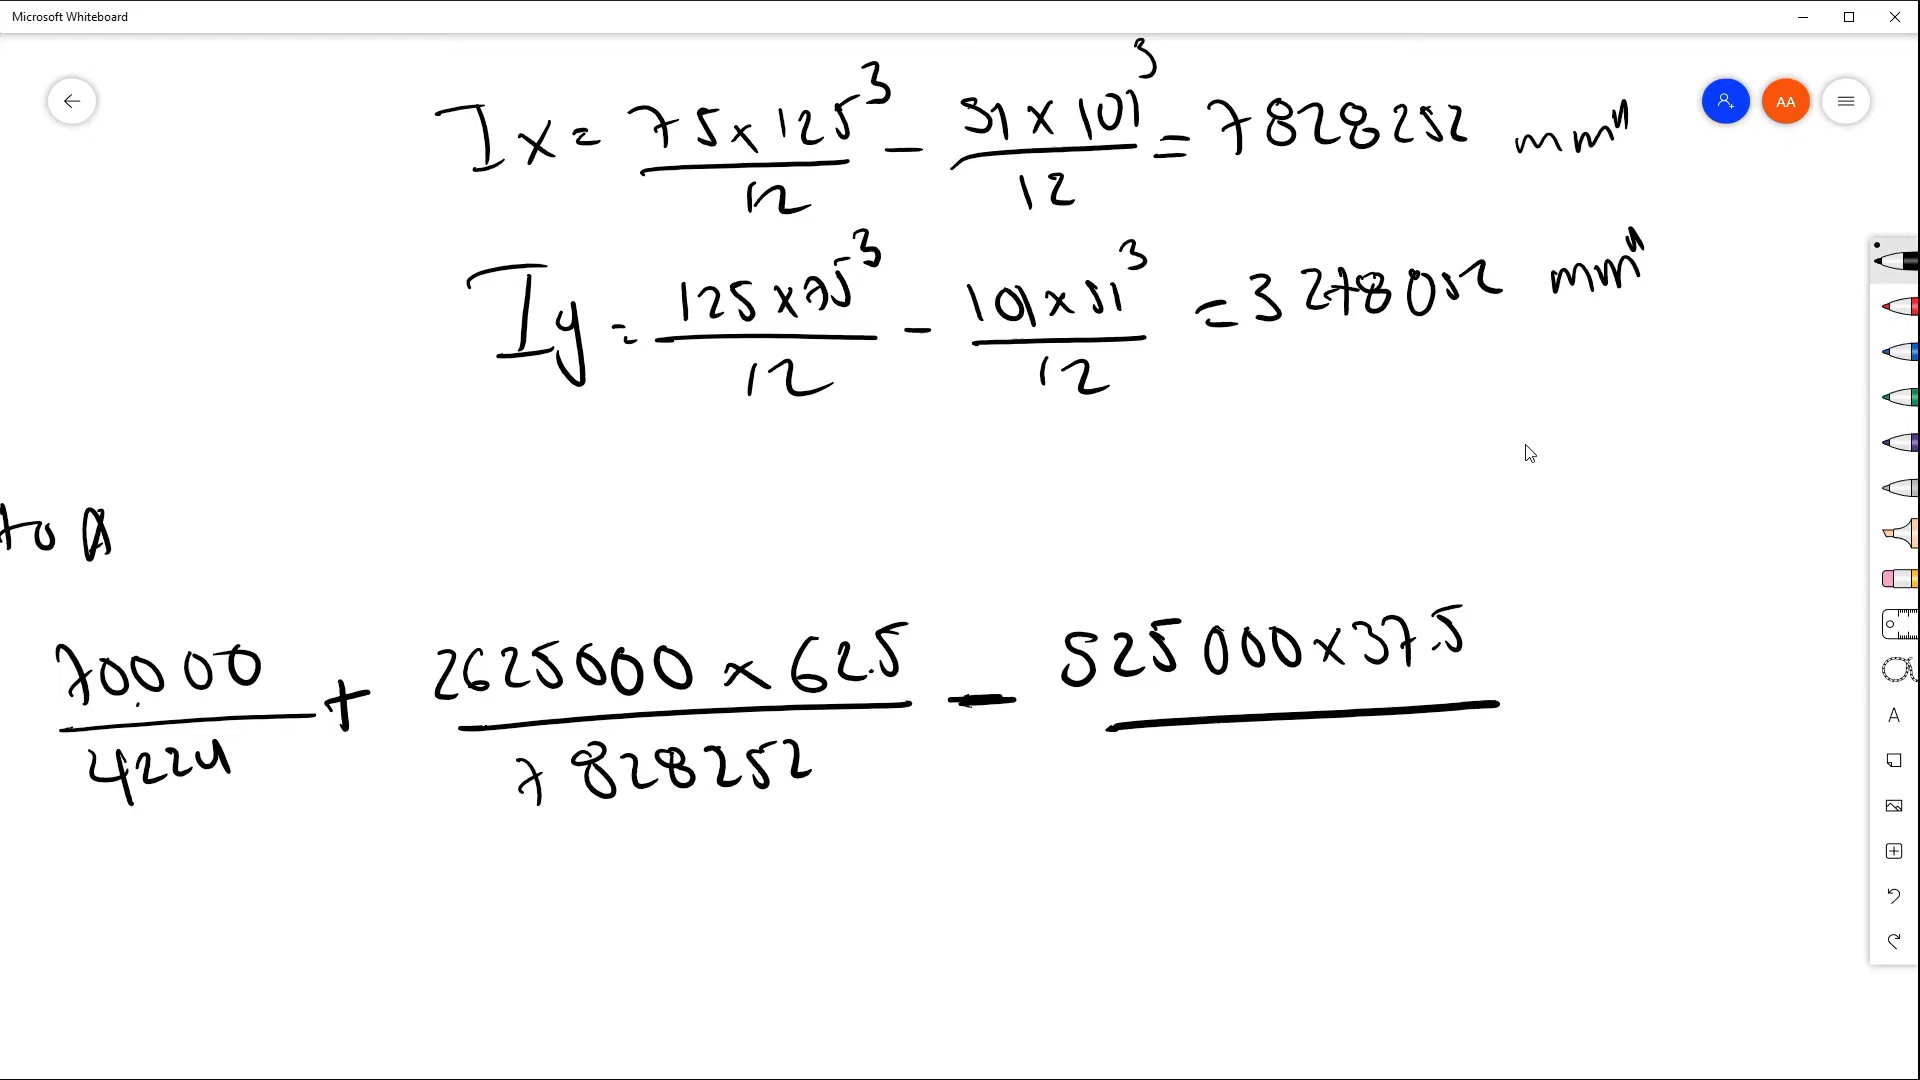 Microsoft Whiteboard
AA
Ix = 75 x 125³ / 12 - 51 x 101³ / 12 = 7828252 mm⁴
Iy = 125 x 75³ / 12 - 101 x 51³ / 12 = 3278052 mm⁴
to A
70000 / 4224 + 2625000 x 62.5 / 7828252 - 525000 x 37.5
A